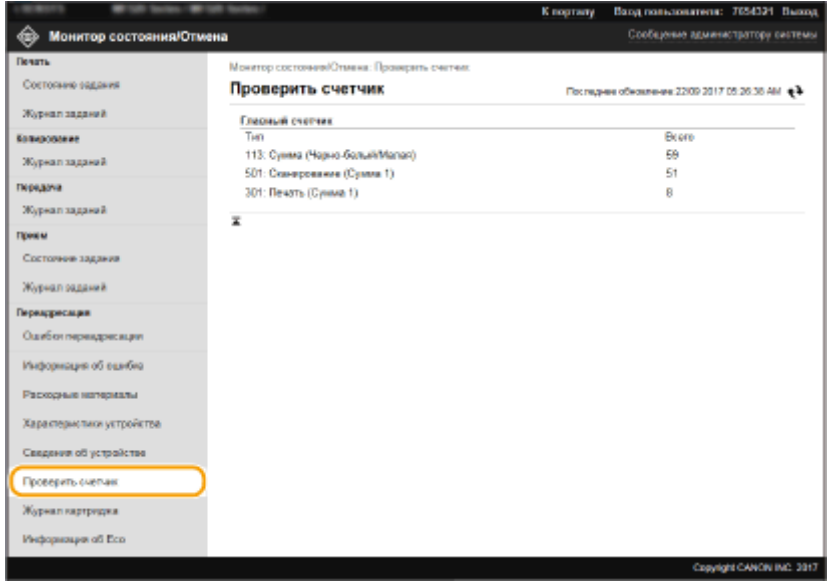 К порталу Вход пользователя: 7654321 Выход
Монитор состояния/Отмена
Сообщение администратору системы
Печать
Состояние задания
Журнал заданий
Копирование
Журнал заданий
Передача
Журнал заданий
Прием
Состояние задания
Журнал заданий
Переадресация
Ошибки переадресации
Информация об ошибке
Расходные материалы
Характеристики устройства
Сведения об устройстве
Проверить счетчик
Журнал картриджа
Информация об Eco
Монитор состояния/Отмена: Проверить счетчик
Проверить счетчик
Последнее обновление 22/09 2017 05:26:36 AM
Главный счетчик
Тип Всего
113: Сумма (Черно-белый/Малая) 59
501: Сканирование (Сумма 1) 51
301: Печать (Сумма 1) 8
Copyright CANON INC. 2017